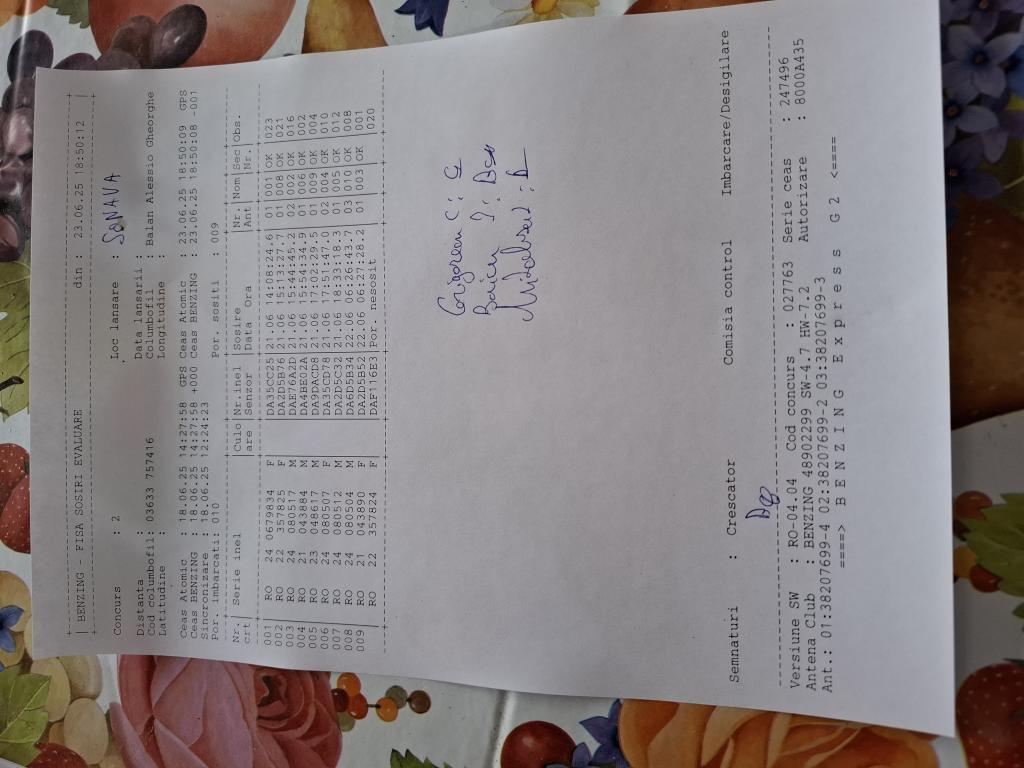 BENZING - FISA SOSIRI EVALUARE din : 23.06.25 18:50:12
Concurs : 2 Loc lansare : SONAVA
Distanta : Data lansarii :
Cod columbofil: 03633 757416 Columbofil : Balan Alessio Gheorghe
Latitudine : Longitudine :
Ceas Atomic : 18.06.25 14:27:58 GPS Ceas Atomic : 23.06.25 18:50:09 GPS
Ceas BENZING : 18.06.25 14:27:58 +000 Ceas BENZING : 23.06.25 18:50:08 -001
Sincronizare : 18.06.25 12:24:23
Por. imbarcati: 010 Por. sositi : 009
Nr. Serie inel Culo Nr.inel Sosire Nr. Nom Sec Obs.
crt are Senzor Data Ora Ant Nr.
001 RO 24 0679834 F DA35CC25 21.06 14:08:24.6 01 001 OK 023
002 RO 22 357885 F DA2D5B76 21.06 15:13:27.7 01 008 OK 021
003 RO 24 080517 M DAE76A2D 21.06 15:44:45.2 02 002 OK 016
004 RO 21 043884 M DA4BE02A 21.06 15:54:34.9 01 006 OK 002
005 RO 23 048617 M DA9DACD8 21.06 17:02:29.5 01 009 OK 004
006 RO 24 080507 F DA35CD78 21.06 17:51:47.0 02 004 OK 010
007 RO 24 080512 M DA2D5C32 21.06 18:33:18.3 01 005 OK 012
008 RO 24 080504 M DA6D5B34 22.06 06:26:43.7 03 010 OK 008
009 RO 21 043890 F DA2D5B52 22.06 06:27:28.2 01 003 OK 001
RO 22 357824 F DAF116E3 Por. nesosit 020
Semnaturi : Crescator Comisia control Imbarcare/Desigilare
Versiune SW : RO-04.04 Cod concurs : 027763 Serie ceas : 247496
Antena Club : BENZING 48902299 SW-4.7 HW-7.2 Autorizare : 8000A435
Ant.: 01:38207699-4 02:38207699-2 03:38207699-3
====> B E N Z I N G E x p r e s s G 2 <====